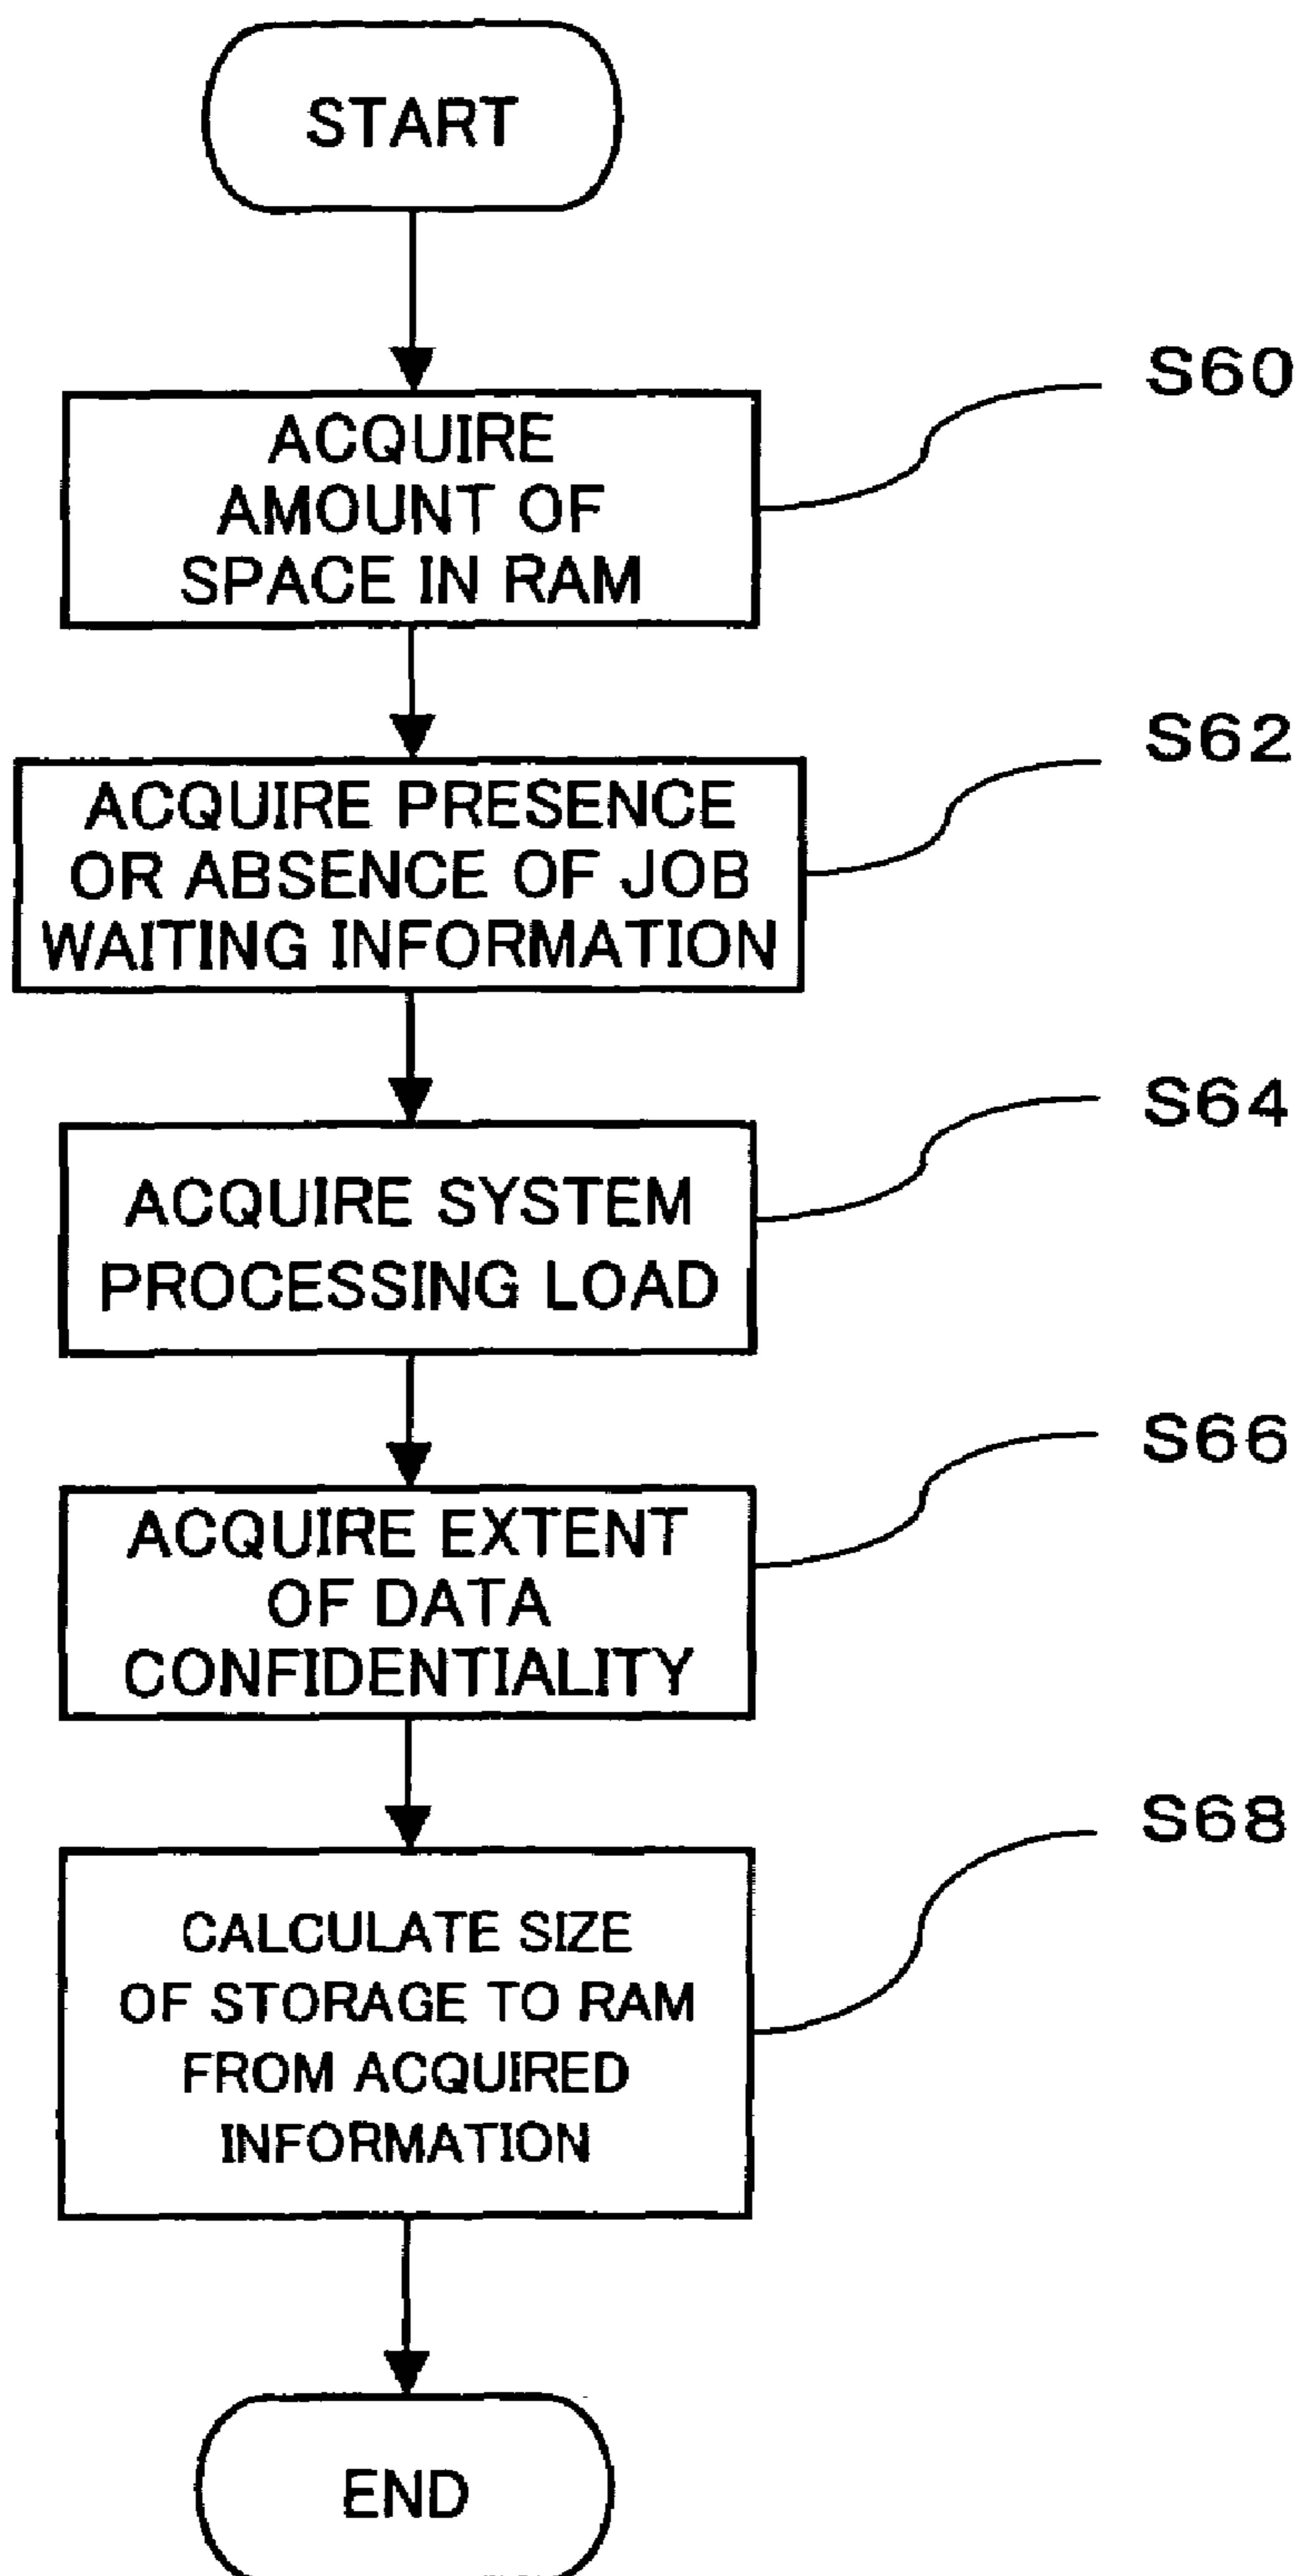 START
S60
ACQUIRE
AMOUNT OF
SPACE IN RAM
S62
ACQUIRE PRESENCE
OR ABSENCE OF JOB
WAITING INFORMATION
S64
ACQUIRE SYSTEM
PROCESSING LOAD
S66
ACQUIRE EXTENT
OF DATA
CONFIDENTIALITY
S68
CALCULATE SIZE
OF STORAGE TO RAM
FROM ACQUIRED
INFORMATION
END